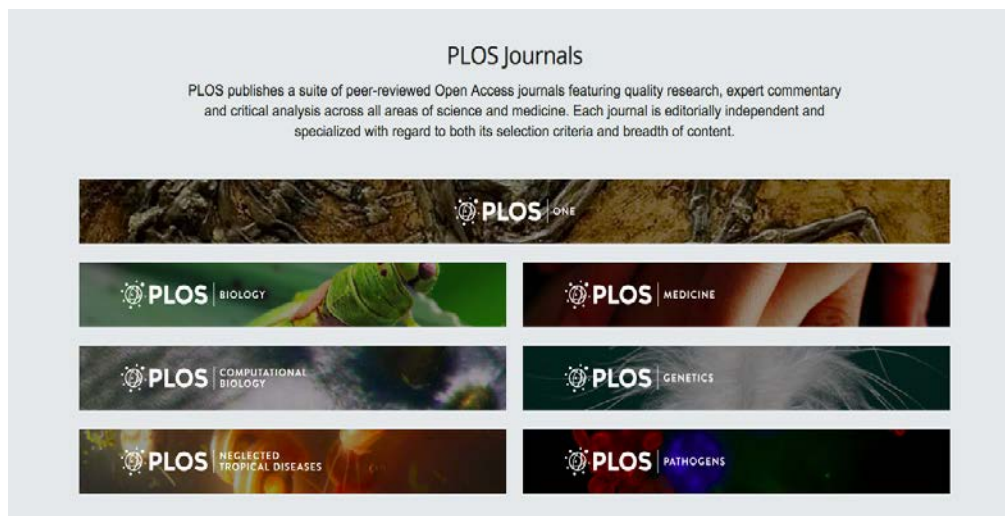 PLOS Journals
PLOS publishes a suite of peer-reviewed Open Access journals featuring quality research, expert commentary
and critical analysis across all areas of science and medicine. Each journal is editorially independent and
specialized with regard to both its selection criteria and breadth of content.
PLOS ONE
PLOS BIOLOGY
PLOS MEDICINE
PLOS COMPUTATIONAL
BIOLOGY
PLOS GENETICS
PLOS NEGLECTED
TROPICAL DISEASES
PLOS PATHOGENS